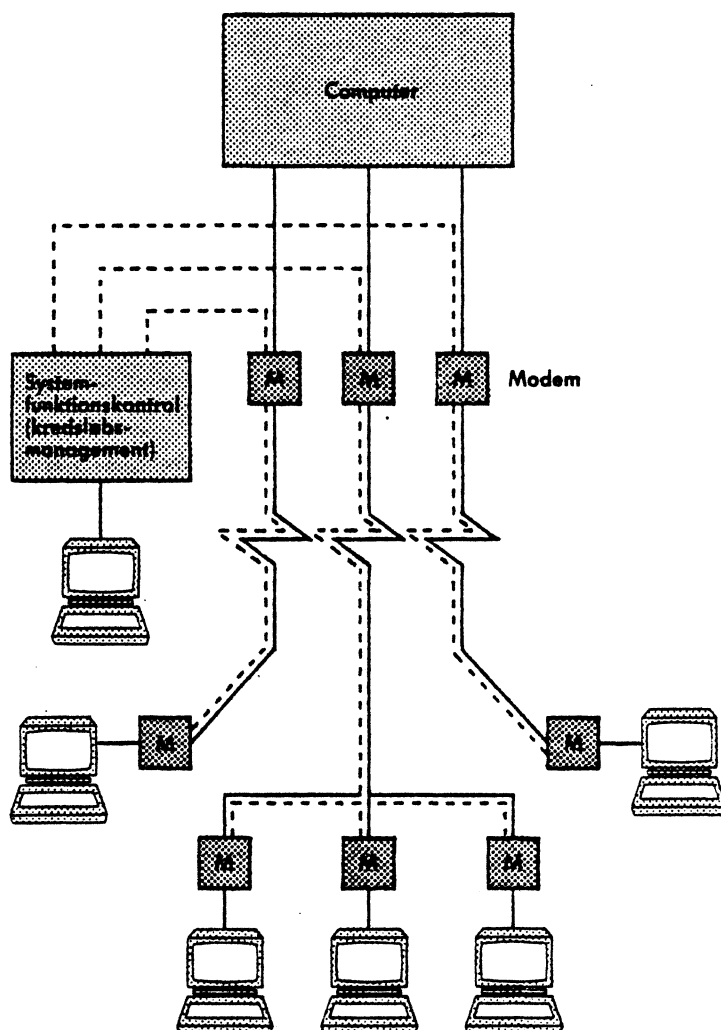 Computer
System-
funktionskontrol
(kredsløbs-
management)
M
M
M
Modem
M
M
M
M
M